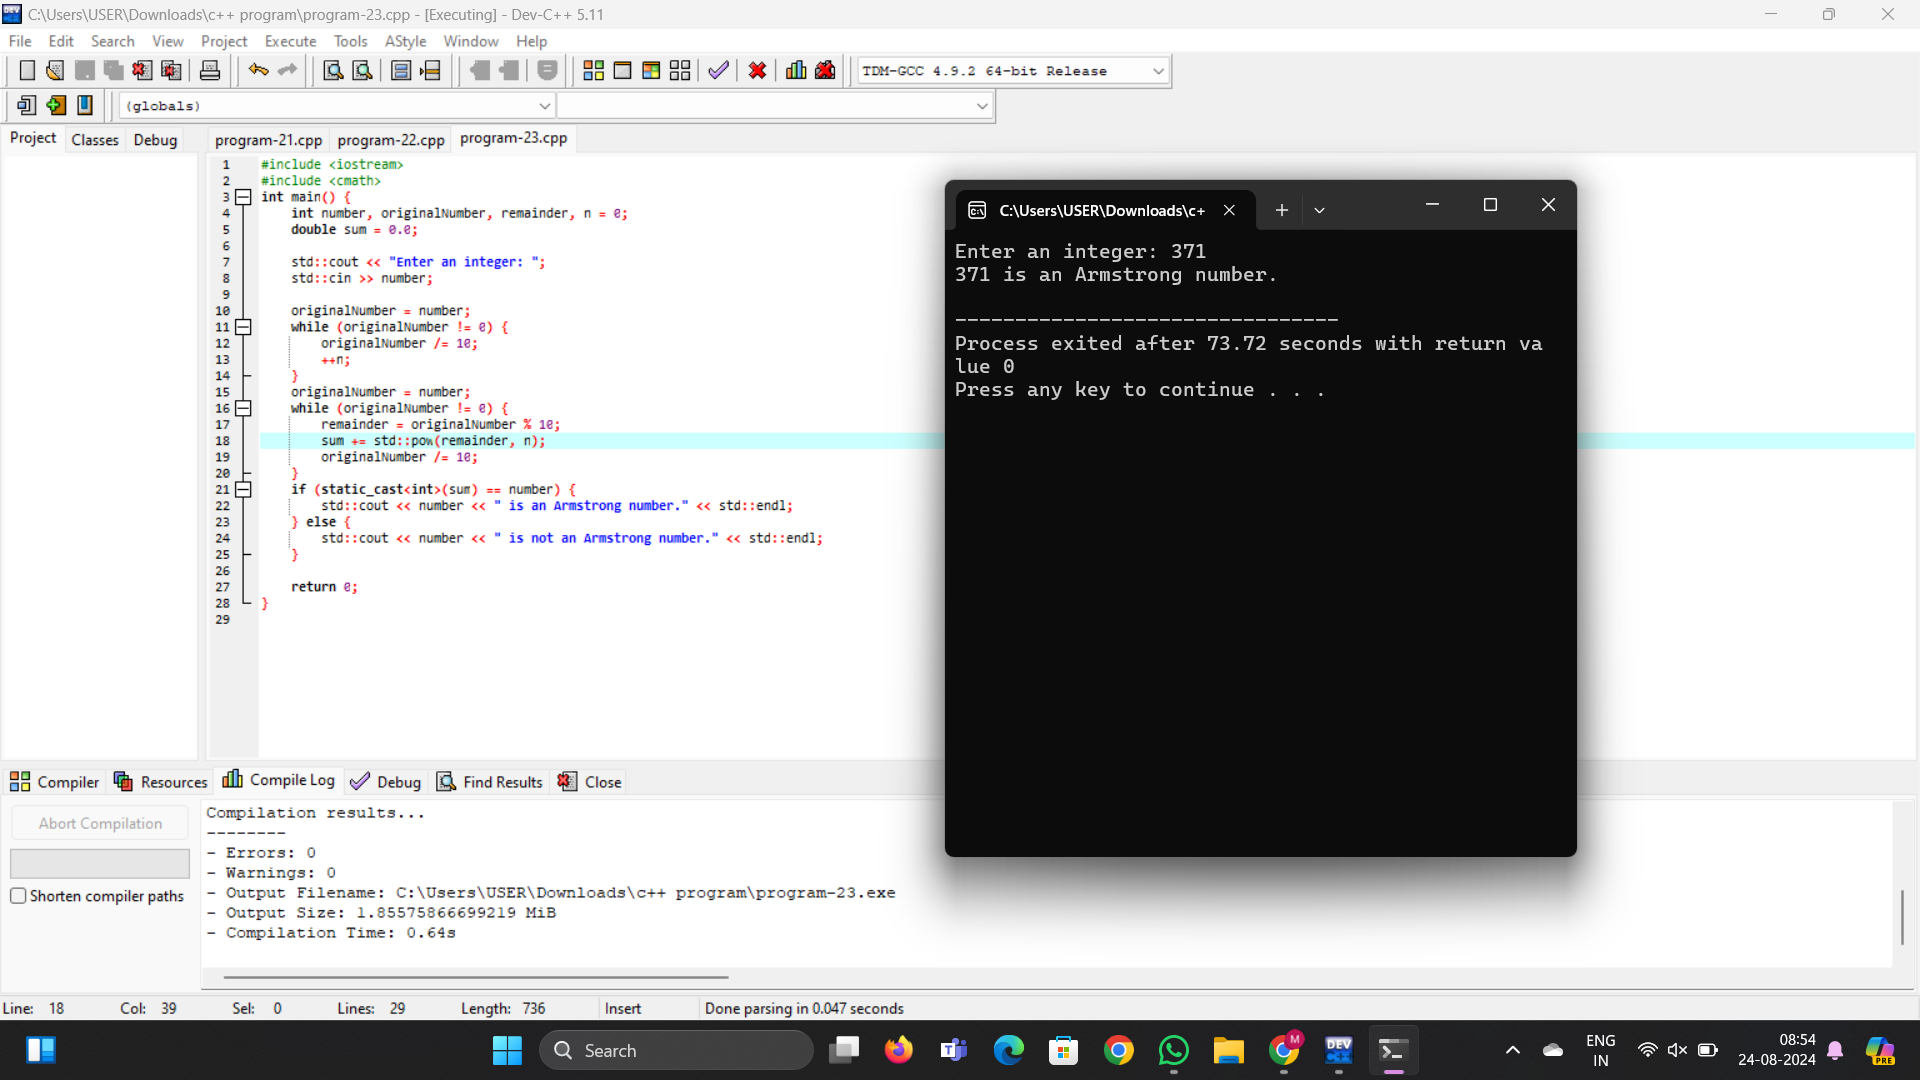 C:\Users\USER\Downloads\c++ program\program-23.cpp - [Executing] - Dev-C++ 5.11
File Edit Search View Project Execute Tools AStyle Window Help
TDM-GCC 4.9.2 64-bit Release
(globals)
Project Classes Debug
program-21.cpp program-22.cpp program-23.cpp
1 #include <iostream>
2 #include <cmath>
3 int main() {
4 int number, originalNumber, remainder, n = 0;
5 double sum = 0.0;
6
7 std::cout << "Enter an integer: ";
8 std::cin >> number;
9
10 originalNumber = number;
11 while (originalNumber != 0) {
12 originalNumber /= 10;
13 ++n;
14 }
15 originalNumber = number;
16 while (originalNumber != 0) {
17 remainder = originalNumber % 10;
18 sum += std::pow(remainder, n);
19 originalNumber /= 10;
20 }
21 if (static_cast<int>(sum) == number) {
22 std::cout << number << " is an Armstrong number." << std::endl;
23 } else {
24 std::cout << number << " is not an Armstrong number." << std::endl;
25 }
26
27 return 0;
28 }
29
C:\Users\USER\Downloads\c+
Enter an integer: 371
371 is an Armstrong number.
--------------------------------
Process exited after 73.72 seconds with return va
lue 0
Press any key to continue . . .
Compiler Resources Compile Log Debug Find Results Close
Abort Compilation
Shorten compiler paths
Compilation results...
--------
- Errors: 0
- Warnings: 0
- Output Filename: C:\Users\USER\Downloads\c++ program\program-23.exe
- Output Size: 1.85575866699219 MiB
- Compilation Time: 0.64s
Line: 18 Col: 39 Sel: 0 Lines: 29 Length: 736 Insert Done parsing in 0.047 seconds
Search
M
DEV
ENG
IN
08:54
24-08-2024
PRE